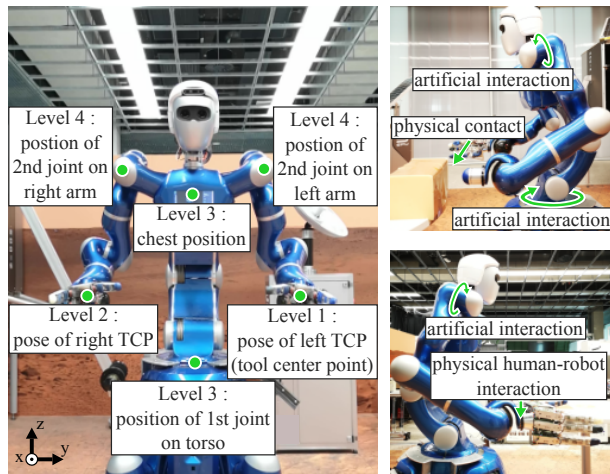 Level 4 :
postion of
2nd joint on
right arm
Level 4 :
postion of
2nd joint on
left arm
Level 3 :
chest position
Level 2 :
pose of right TCP
Level 1 :
pose of left TCP
(tool center point)
Level 3 :
position of 1st joint
on torso
z
x
y
artificial interaction
physical contact
artificial interaction
artificial interaction
physical human-robot
interaction